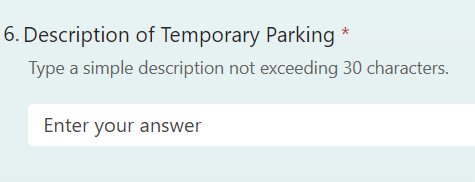 6. Description of Temporary Parking *
Type a simple description not exceeding 30 characters.
Enter your answer